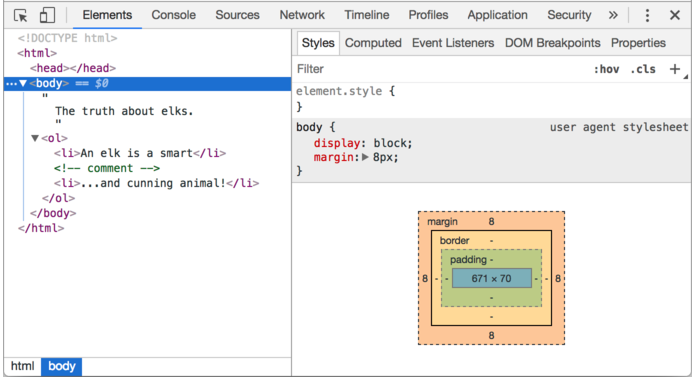 Elements Console Sources Network Timeline Profiles Application Security »
<!DOCTYPE html>
<html>
<head></head>
… ▼<body> == $0
"
The truth about elks.
"
▼<ol>
<li>An elk is a smart</li>
<!-- comment -->
<li>...and cunning animal!</li>
</ol>
</body>
</html>
html body
Styles Computed Event Listeners DOM Breakpoints Properties
Filter :hov .cls +
element.style {
}
body { user agent stylesheet
display: block;
margin:▶ 8px;
}
margin 8
border -
padding -
8 - - 671 × 70 - - 8
-
-
8